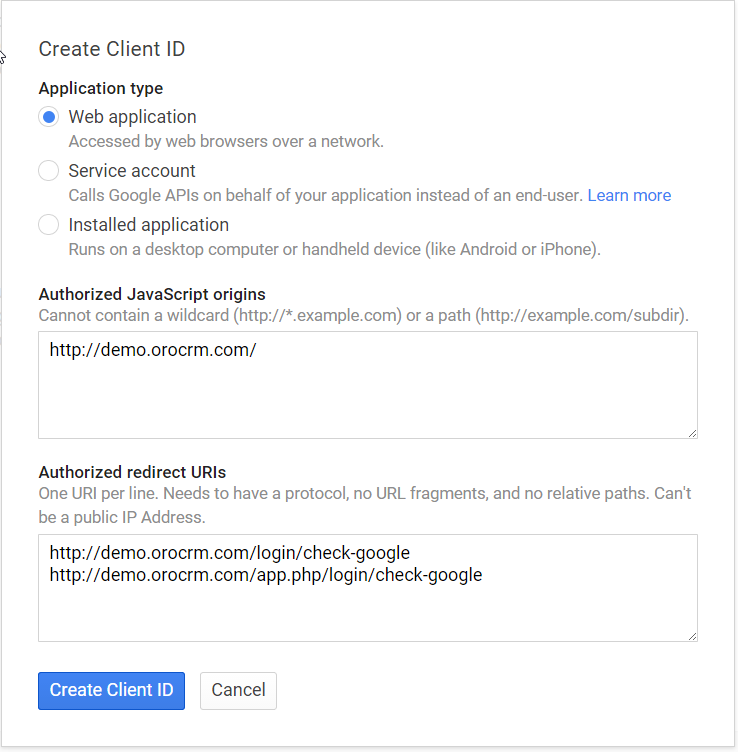 Create Client ID
Application type
Web application
Accessed by web browsers over a network.
Service account
Calls Google APIs on behalf of your application instead of an end-user. Learn more
Installed application
Runs on a desktop computer or handheld device (like Android or iPhone).
Authorized JavaScript origins
Cannot contain a wildcard (http://*.example.com) or a path (http://example.com/subdir).
http://demo.orocrm.com/
Authorized redirect URIs
One URI per line. Needs to have a protocol, no URL fragments, and no relative paths. Can't
be a public IP Address.
http://demo.orocrm.com/login/check-google
http://demo.orocrm.com/app.php/login/check-google
Create Client ID Cancel